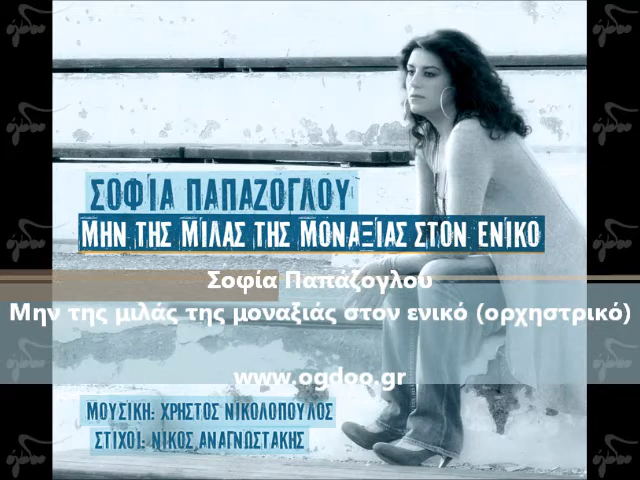 ΣΟΦΙΑ ΠΑΠΑΖΟΓΛΟΥ
ΜΗΝ ΤΗΣ ΜΙΛΑΣ ΤΗΣ ΜΟΝΑΞΙΑΣ ΣΤΟΝ ΕΝΙΚΟ
Σοφία Παπάζογλου
Μην της μιλάς της μοναξιάς στον ενικό (ορχηστρικό)
www.ogdoo.gr
ΜΟΥΣΙΚΗ: ΧΡΗΣΤΟΣ ΝΙΚΟΛΟΠΟΥΛΟΣ
ΣΤΙΧΟΙ: ΝΙΚΟΣ ΑΝΑΓΝΩΣΤΑΚΗΣ